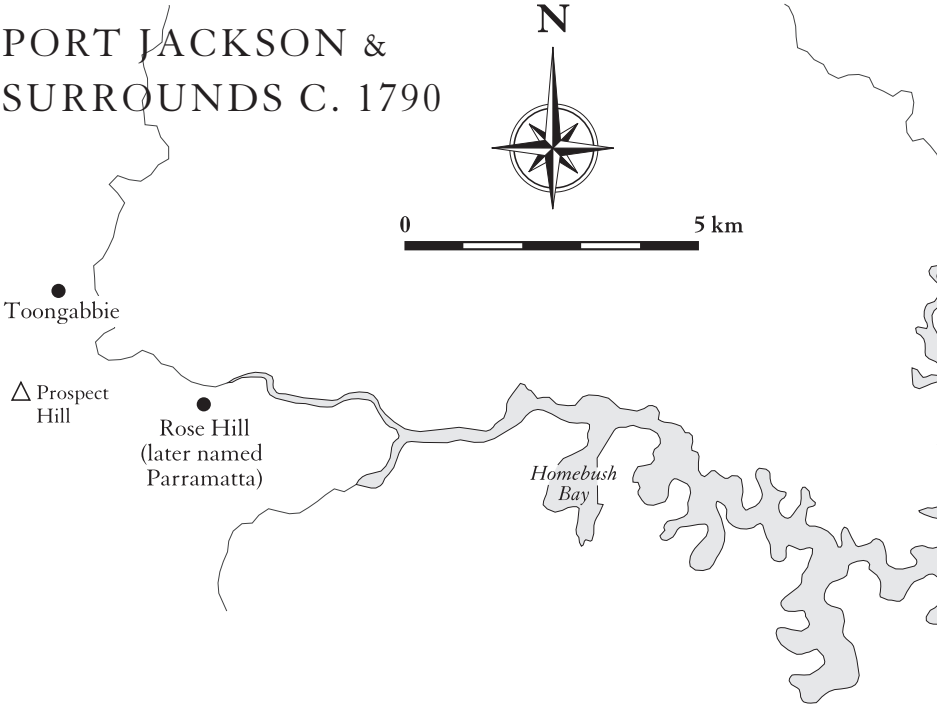 PORT JACKSON &
SURROUNDS C. 1790
N
0 5 km
Toongabbie
Prospect
Hill
Rose Hill
(later named
Parramatta)
Homebush
Bay